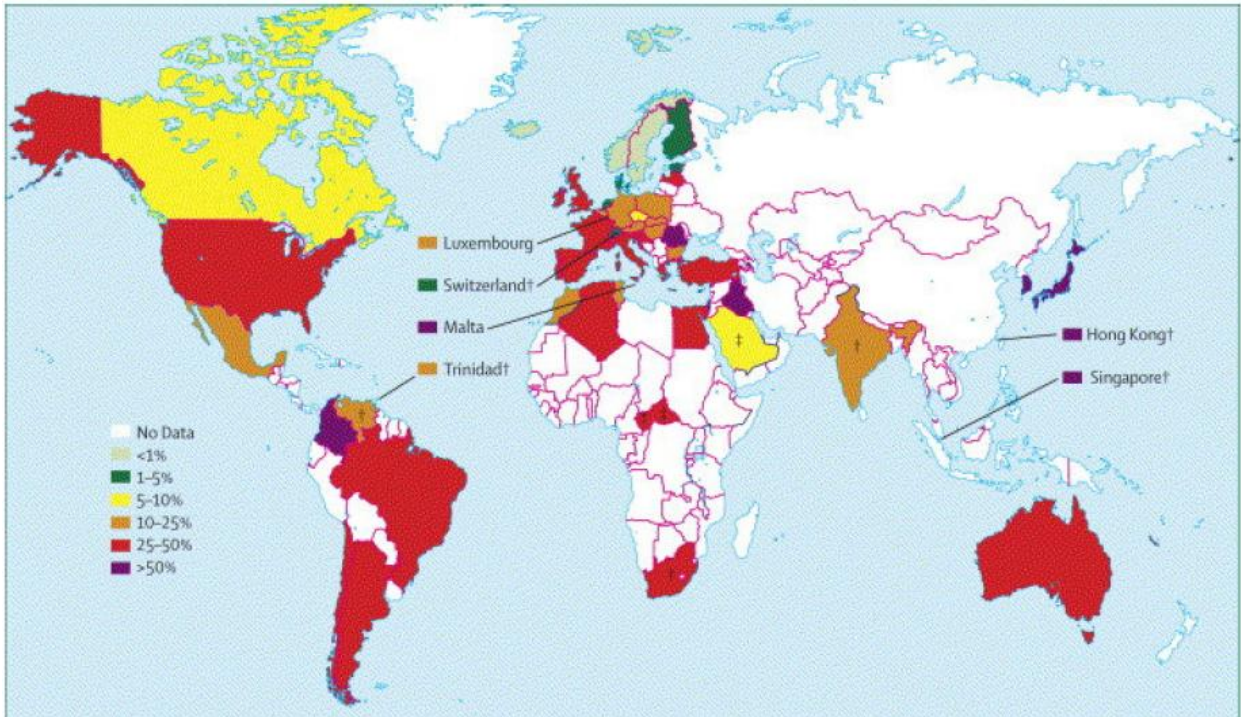 Luxembourg
Switzerland†
Malta
Trinidad†
Hong Kong†
Singapore†
No Data
<1%
1–5%
5–10%
10–25%
25–50%
>50%
‡
†
†
†